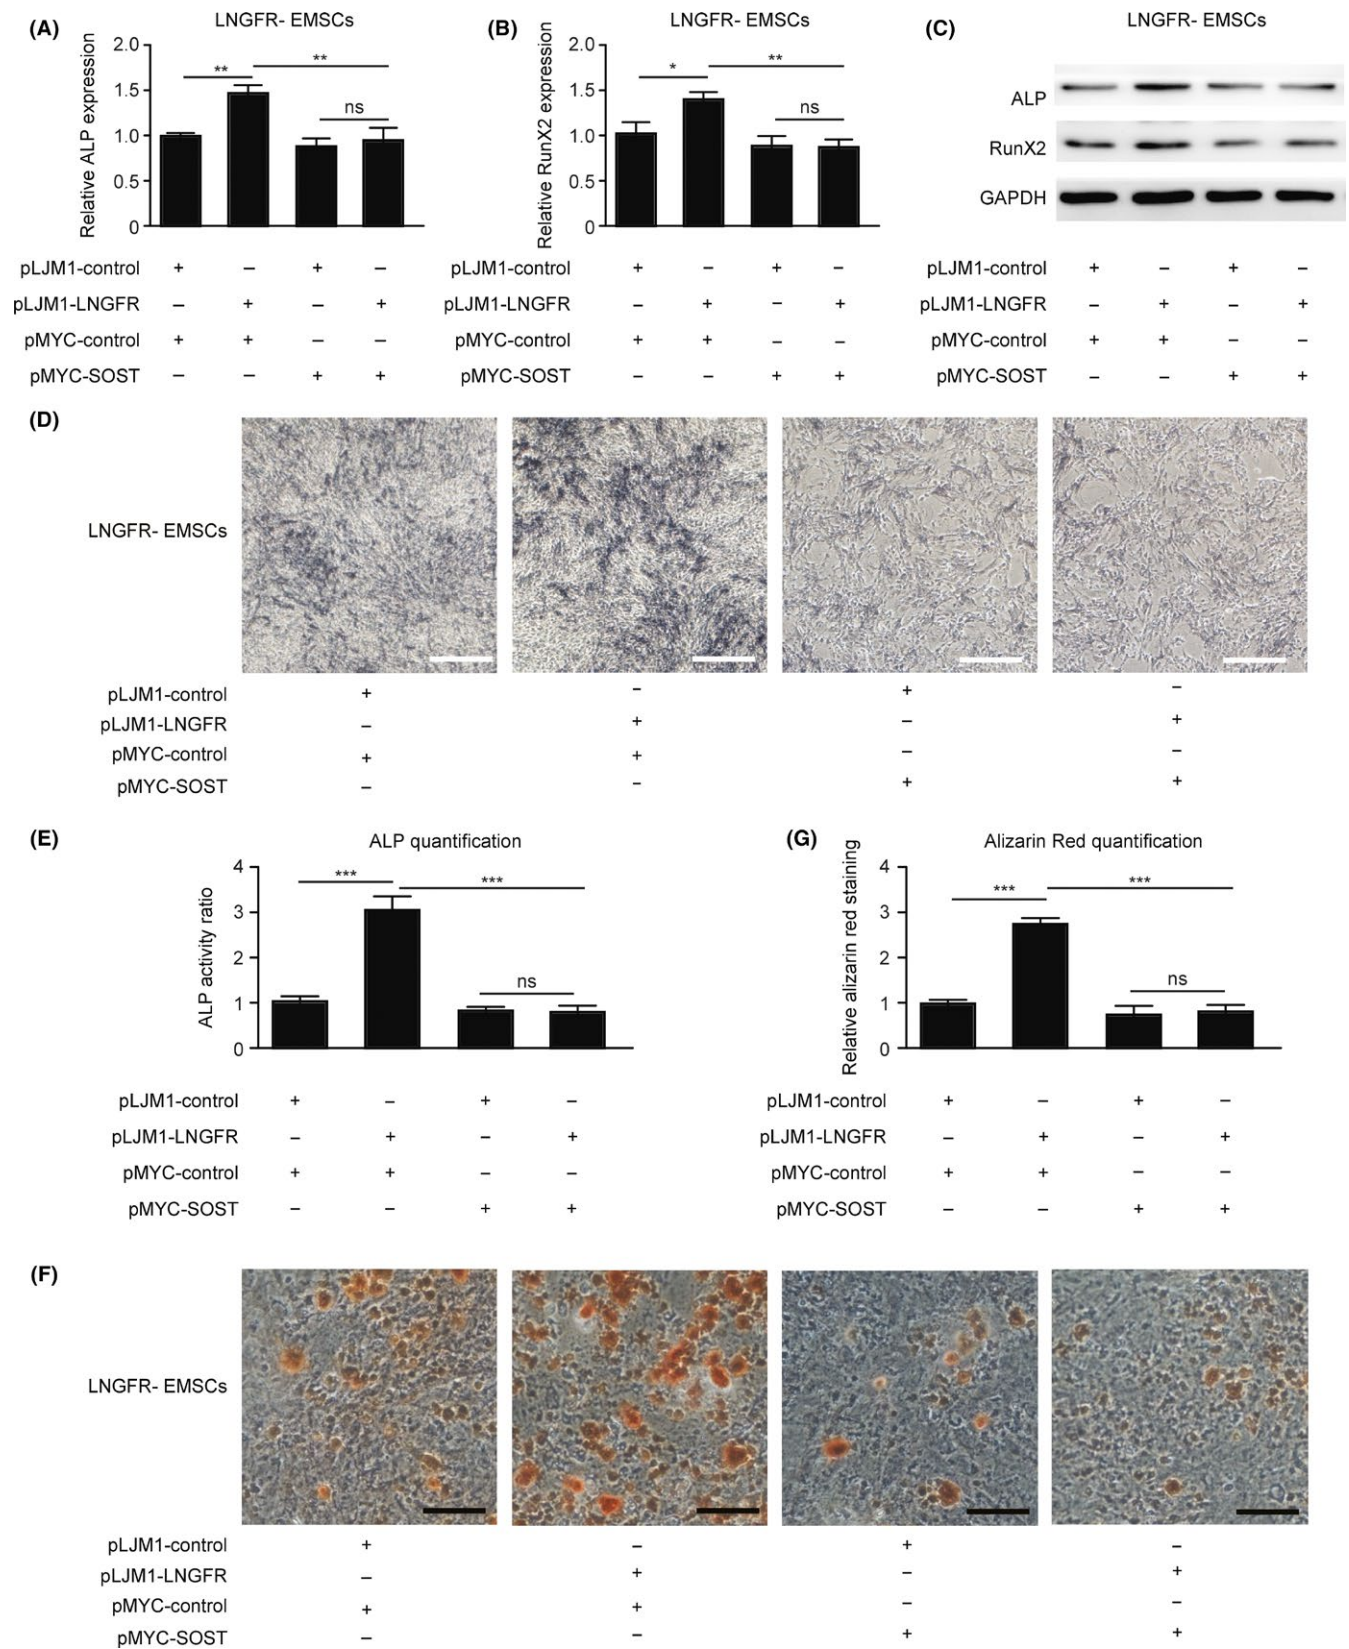 (A)
LNGFR- EMSCs
Relative ALP expression
2.0
1.5
1.0
0.5
0
**
**
ns
pLJM1-control + – + –
pLJM1-LNGFR – + – +
pMYC-control + + – –
pMYC-SOST – – + +
(B)
LNGFR- EMSCs
Relative RunX2 expression
2.0
1.5
1.0
0.5
0
*
**
ns
pLJM1-control + – + –
pLJM1-LNGFR – + – +
pMYC-control + + – –
pMYC-SOST – – + +
(C)
LNGFR- EMSCs
ALP
RunX2
GAPDH
pLJM1-control + – + –
pLJM1-LNGFR – + – +
pMYC-control + + – –
pMYC-SOST – – + +
(D)
LNGFR- EMSCs
pLJM1-control + – + –
pLJM1-LNGFR – + – +
pMYC-control + + – –
pMYC-SOST – – + +
(E)
ALP quantification
ALP activity ratio
4
3
2
1
0
***
***
ns
pLJM1-control + – + –
pLJM1-LNGFR – + – +
pMYC-control + + – –
pMYC-SOST – – + +
(G)
Alizarin Red quantification
Relative alizarin red staining
4
3
2
1
0
***
***
ns
pLJM1-control + – + –
pLJM1-LNGFR – + – +
pMYC-control + + – –
pMYC-SOST – – + +
(F)
LNGFR- EMSCs
pLJM1-control + – + –
pLJM1-LNGFR – + – +
pMYC-control + + – –
pMYC-SOST – – + +